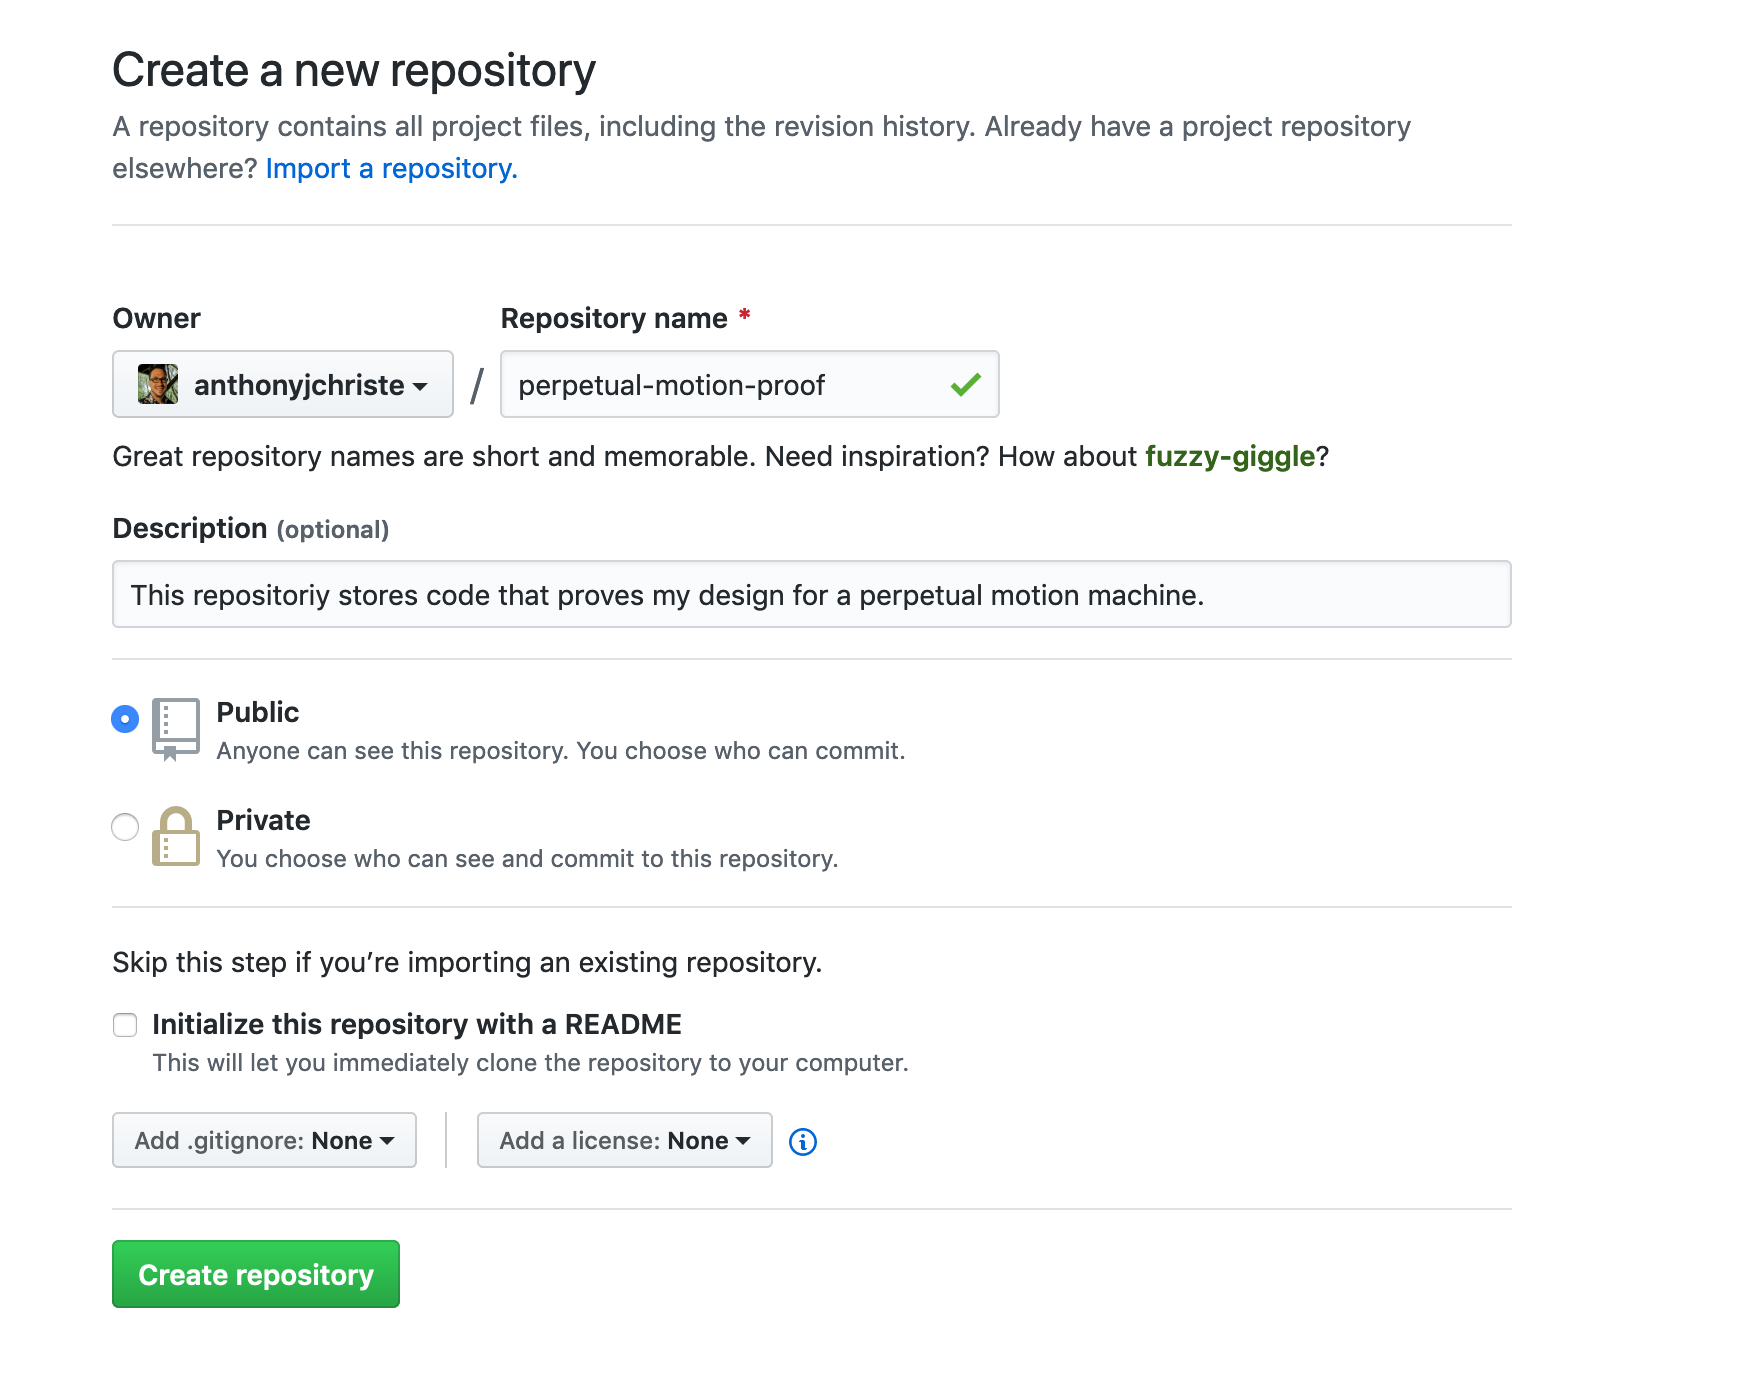 Create a new repository
A repository contains all project files, including the revision history. Already have a project repository
elsewhere? Import a repository.
Owner
Repository name *
anthonyjchriste
/
perpetual-motion-proof
Great repository names are short and memorable. Need inspiration? How about fuzzy-giggle?
Description (optional)
This repositoriy stores code that proves my design for a perpetual motion machine.
Public
Anyone can see this repository. You choose who can commit.
Private
You choose who can see and commit to this repository.
Skip this step if you’re importing an existing repository.
Initialize this repository with a README
This will let you immediately clone the repository to your computer.
Add .gitignore: None
Add a license: None
Create repository